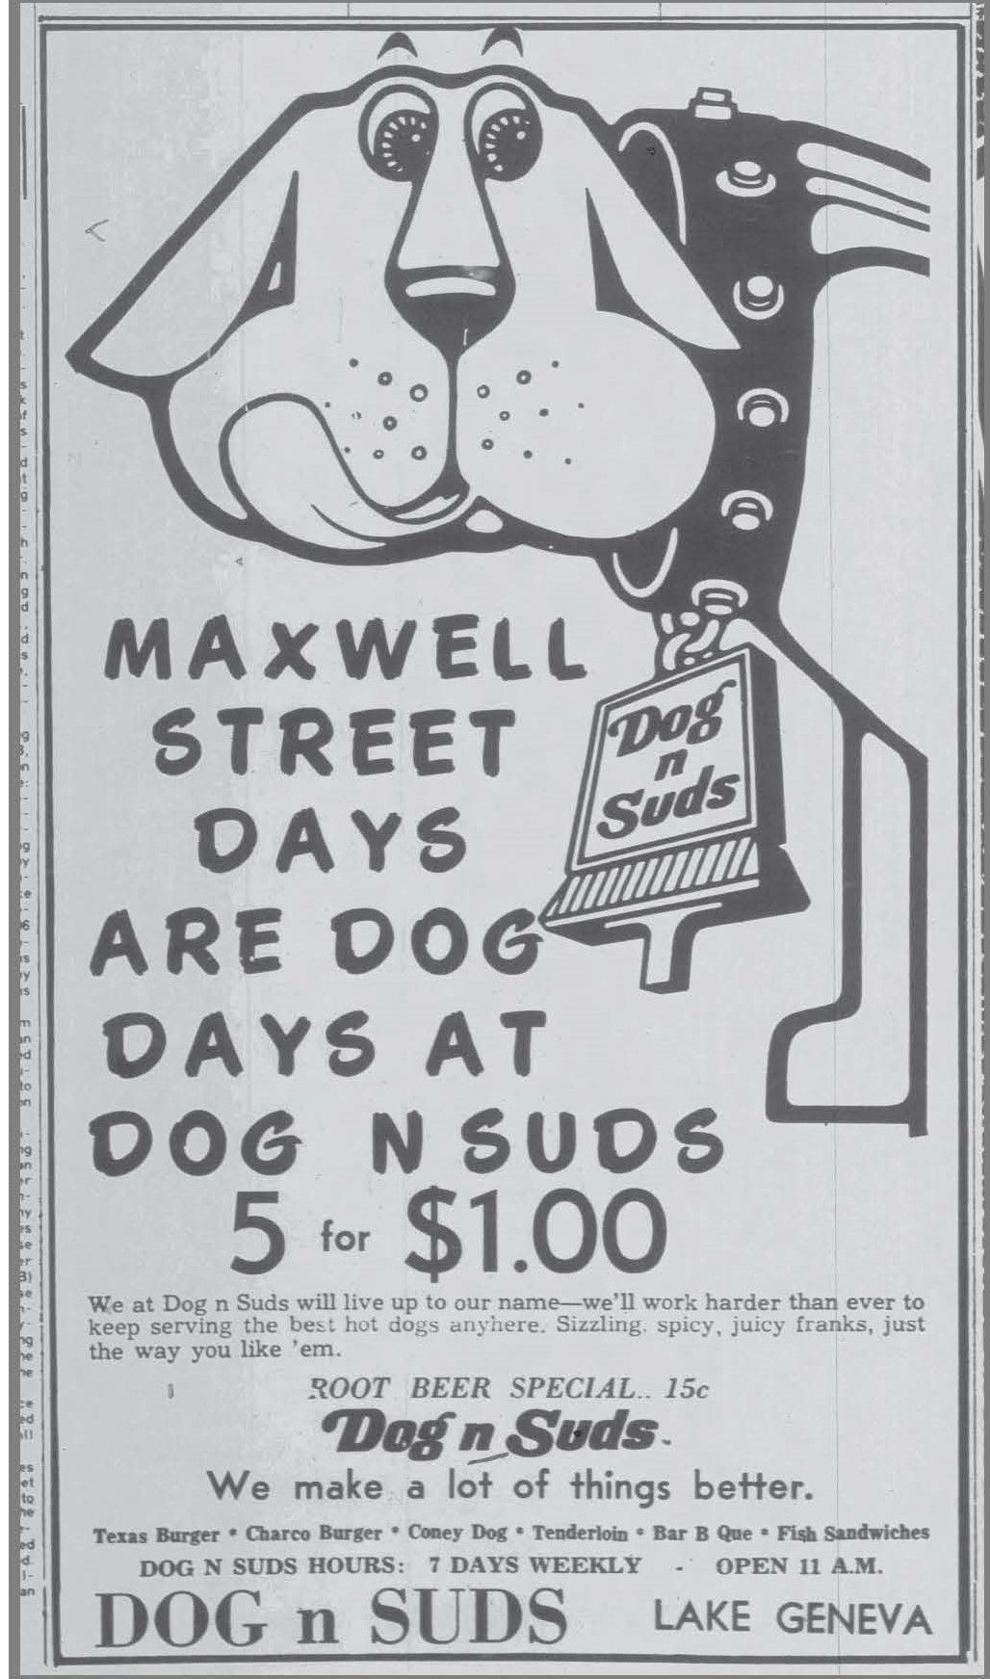 MAXWELL
STREET
DAYS
ARE DOG
DAYS AT
DOG N SUDS
Dog
n
Suds
5 for $1.00
We at Dog n Suds will live up to our name—we'll work harder than ever to
keep serving the best hot dogs anyhere. Sizzling, spicy, juicy franks, just
the way you like 'em.
ROOT BEER SPECIAL.. 15c
Dog n Suds.
We make a lot of things better.
Texas Burger * Charco Burger * Coney Dog * Tenderloin * Bar B Que * Fish Sandwiches
DOG N SUDS HOURS: 7 DAYS WEEKLY - OPEN 11 A.M.
DOG n SUDS LAKE GENEVA